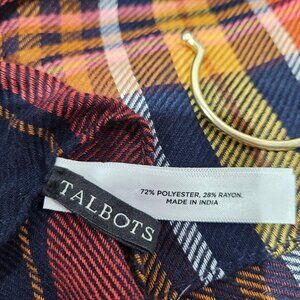 TALBOTS
72% POLYESTER, 28% RAYON.
MADE IN INDIA